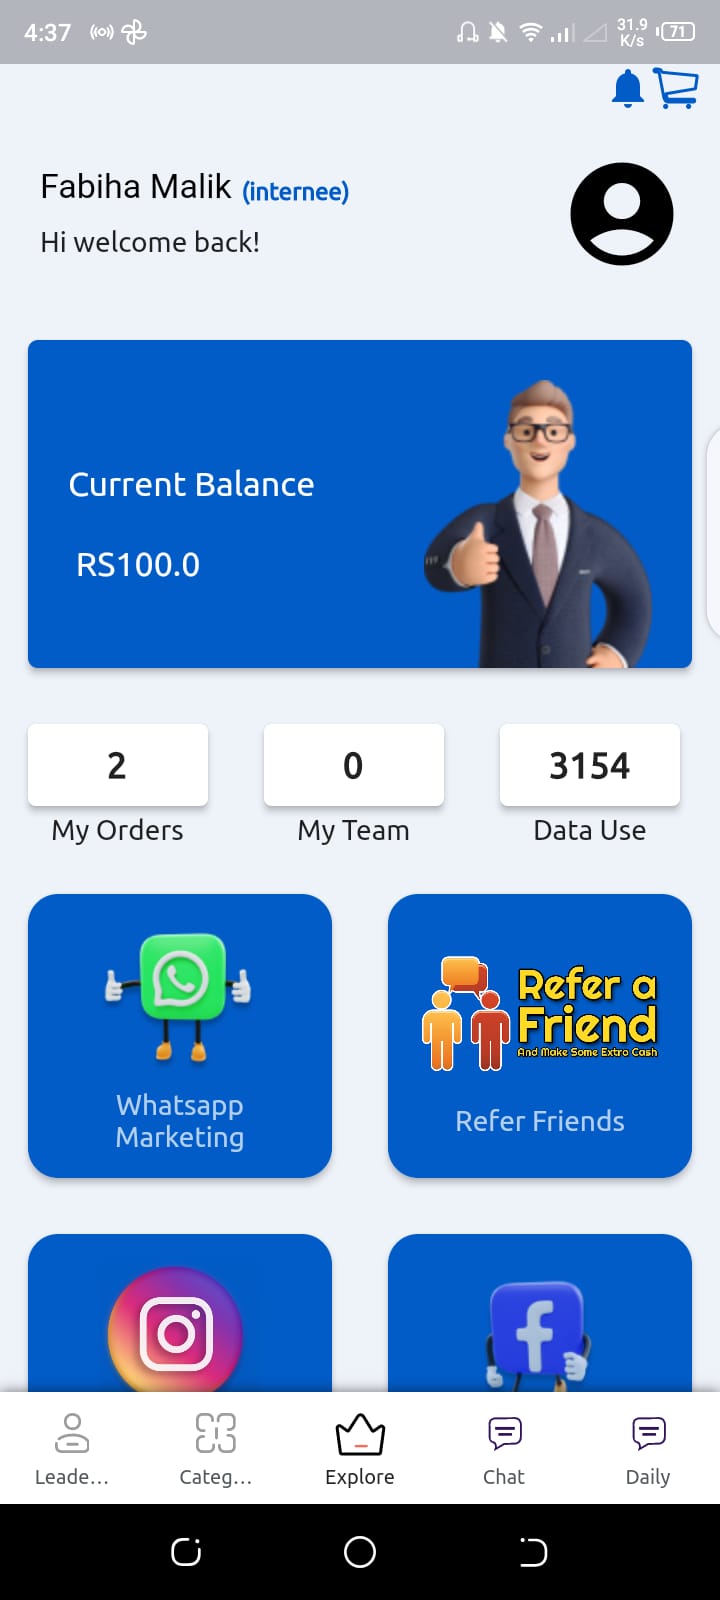 4:37
31.9
K/s
71
Fabiha Malik (internee)
Hi welcome back!
Current Balance
RS100.0
2
0
3154
My Orders
My Team
Data Use
Refer a
Friend
And Make Some Extro Cash
Whatsapp
Marketing
Refer Friends
Leade...
Categ...
Explore
Chat
Daily